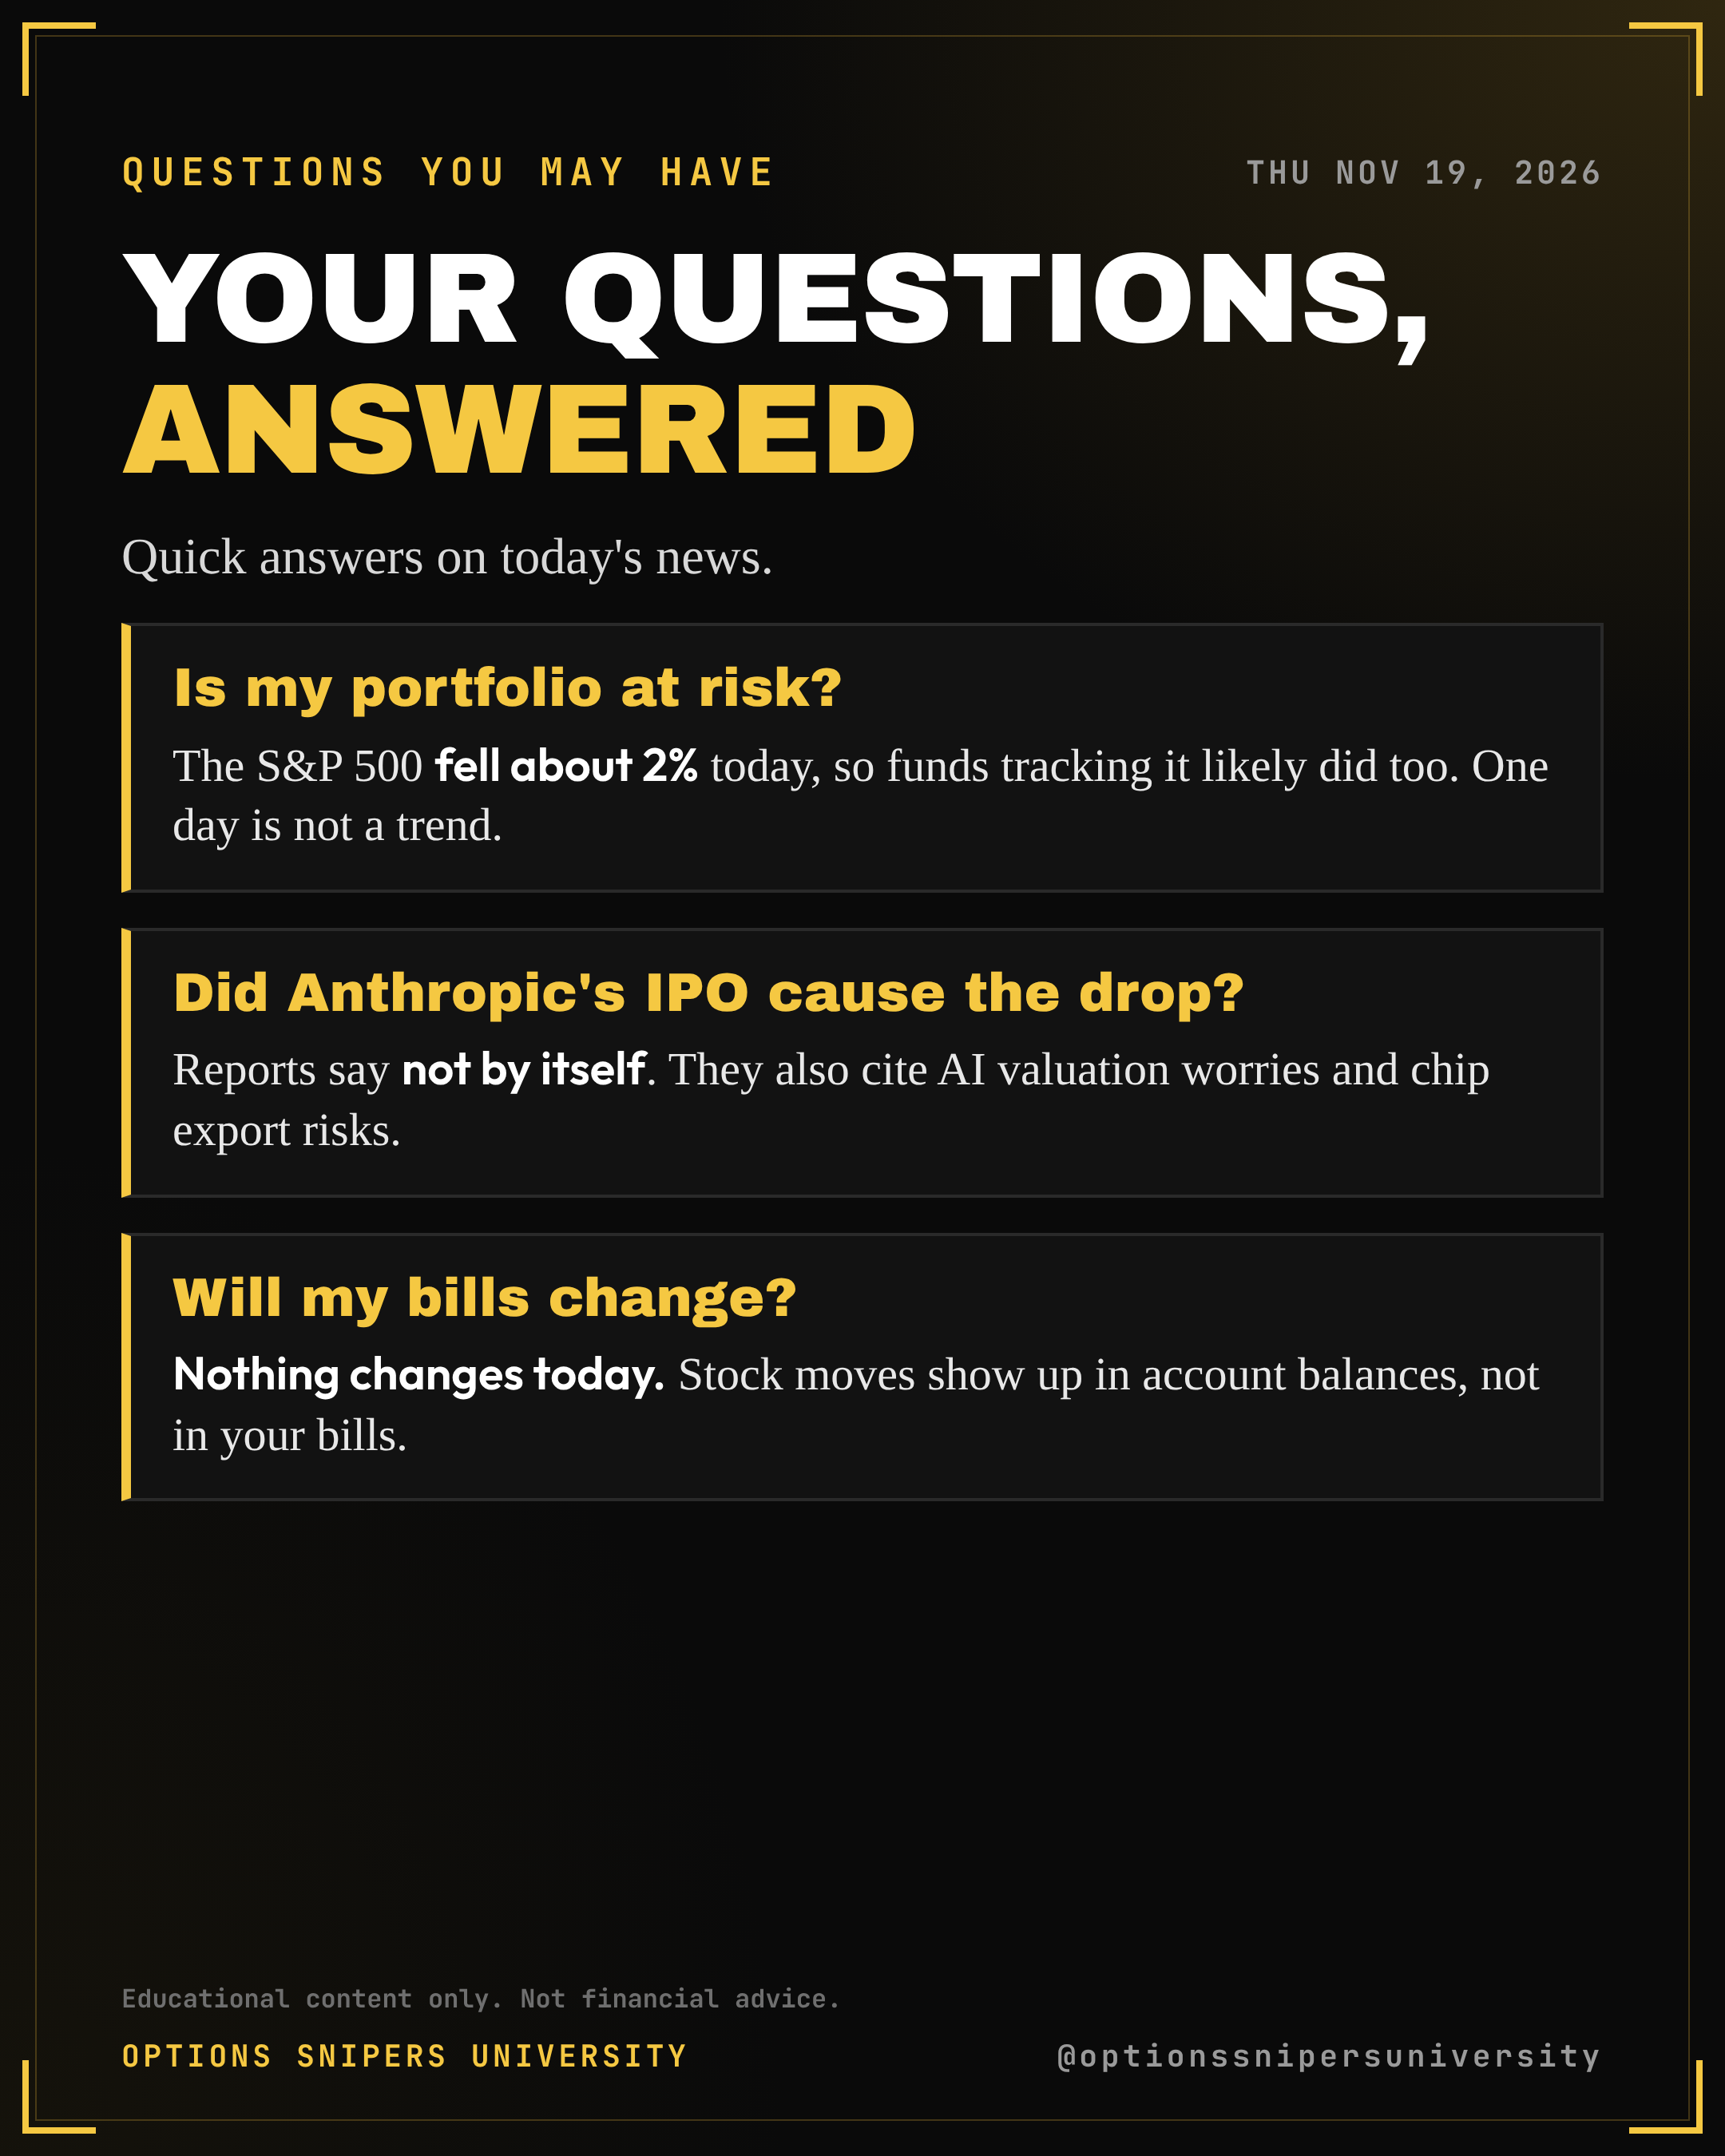 QUESTIONS YOU MAY HAVE
THU NOV 19, 2026
YOUR QUESTIONS,
ANSWERED
Quick answers on today's news.
Is my portfolio at risk?
The S&P 500 fell about 2% today, so funds tracking it likely did too. One
day is not a trend.
Did Anthropic's IPO cause the drop?
Reports say not by itself. They also cite AI valuation worries and chip
export risks.
Will my bills change?
Nothing changes today. Stock moves show up in account balances, not
in your bills.
Educational content only. Not financial advice.
OPTIONS SNIPERS UNIVERSITY
@optionssnipersuniversity